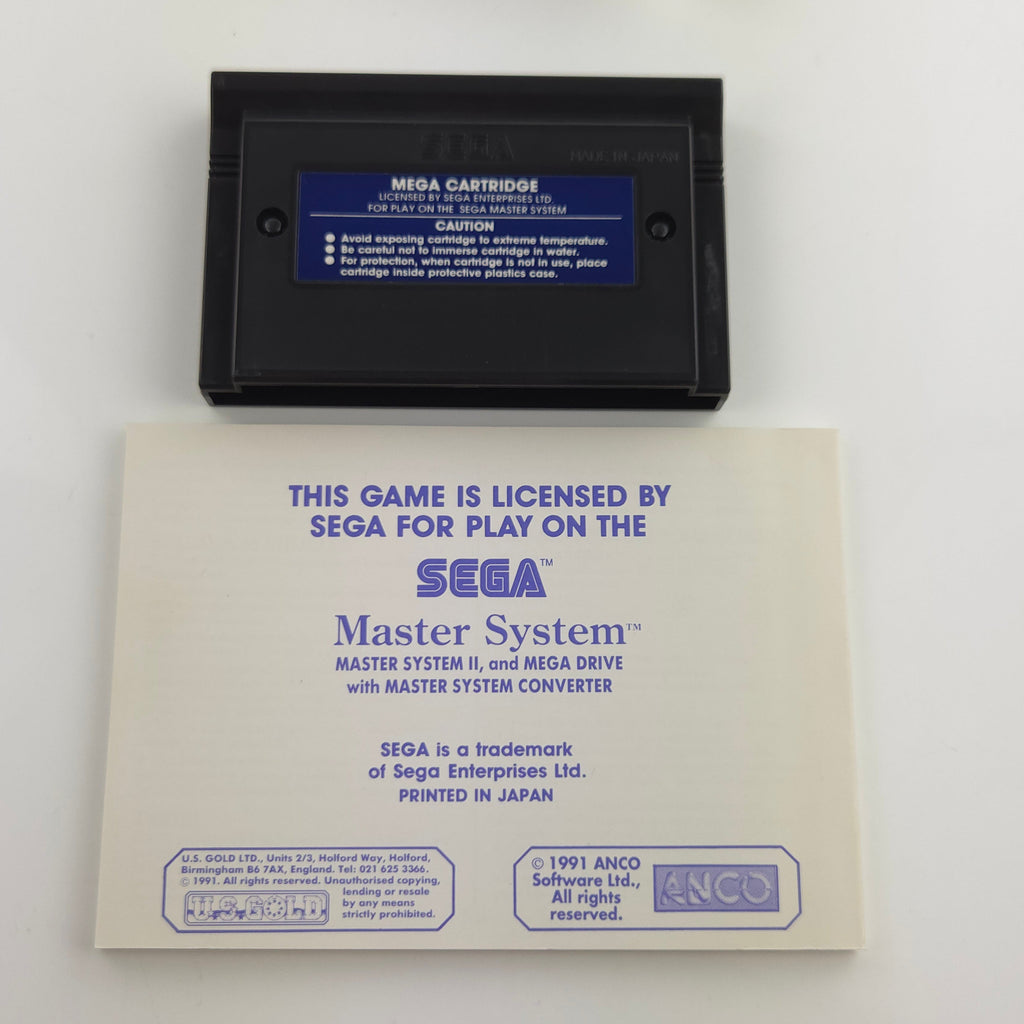 SEGA
MADE IN JAPAN
MEGA CARTRIDGE
LICENSED BY SEGA ENTERPRISES LTD.
FOR PLAY ON THE SEGA MASTER SYSTEM
CAUTION
● Avoid exposing cartridge to extreme temperature.
● Be careful not to immerse cartridge in water.
● For protection, when cartridge is not in use, place
cartridge inside protective plastics case.
THIS GAME IS LICENSED BY
SEGA FOR PLAY ON THE
SEGA™
Master System™
MASTER SYSTEM II, and MEGA DRIVE
with MASTER SYSTEM CONVERTER
SEGA is a trademark
of Sega Enterprises Ltd.
PRINTED IN JAPAN
U.S. GOLD LTD., Units 2/3, Holford Way, Holford,
Birmingham B6 7AX, England. Tel: 021 625 3366.
© 1991. All rights reserved. Unauthorised copying,
lending or resale
by any means
strictly prohibited.
U.S. GOLD
© 1991 ANCO
Software Ltd.,
All rights
reserved.
ANCO